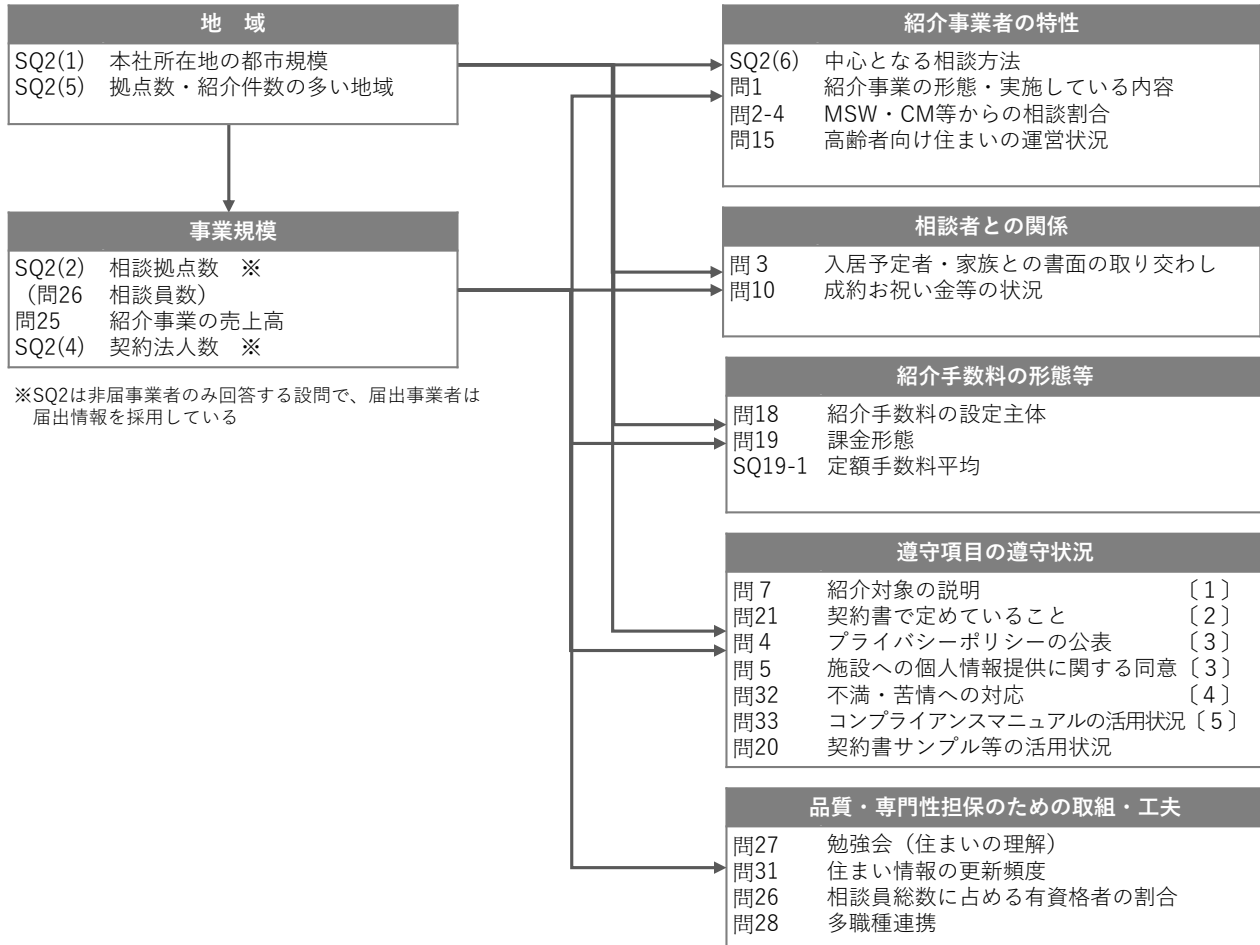 地　域
SQ2(1)　本社所在地の都市規模
SQ2(5)　拠点数・紹介件数の多い地域
事業規模
SQ2(2)　相談拠点数　※
（問26　相談員数）
問25　紹介事業の売上高
SQ2(4)　契約法人数　※
※SQ2は非届事業者のみ回答する設問で、届出事業者は
届出情報を採用している
紹介事業者の特性
SQ2(6)　中心となる相談方法
問1　紹介事業の形態・実施している内容
問2-4　MSW・CM等からの相談割合
問15　高齢者向け住まいの運営状況
相談者との関係
問３　入居予定者・家族との書面の取り交わし
問10　成約お祝い金等の状況
紹介手数料の形態等
問18　紹介手数料の設定主体
問19　課金形態
SQ19-1　定額手数料平均
遵守項目の遵守状況
問７　紹介対象の説明　〔１〕
問21　契約書で定めていること　〔２〕
問４　プライバシーポリシーの公表　〔３〕
問５　施設への個人情報提供に関する同意〔３〕
問32　不満・苦情への対応　〔４〕
問33　コンプライアンスマニュアルの活用状況〔５〕
問20　契約書サンプル等の活用状況
品質・専門性担保のための取組・工夫
問27　勉強会（住まいの理解）
問31　住まい情報の更新頻度
問26　相談員総数に占める有資格者の割合
問28　多職種連携